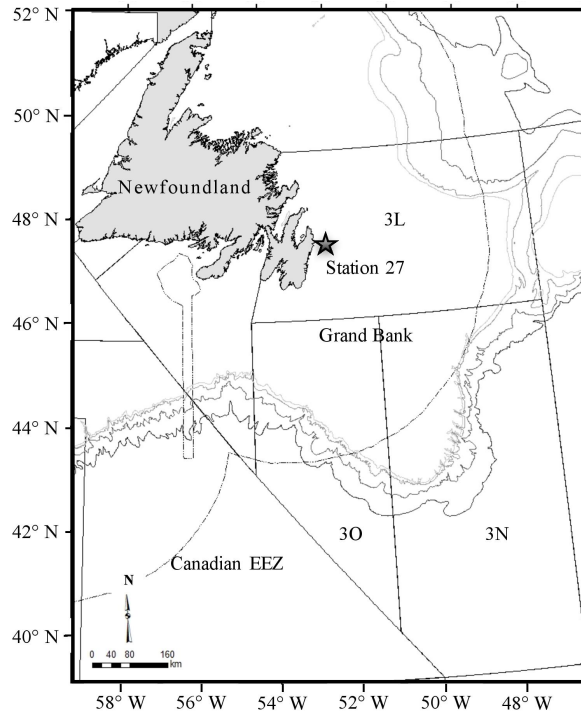 52° N
50° N
Newfoundland
48° N
3L
Station 27
46° N
Grand Bank
44° N
42° N
3O
3N
Canadian EEZ
N
40° N
0 40 80 160
km
58° W 56° W 54° W 52° W 50° W 48° W